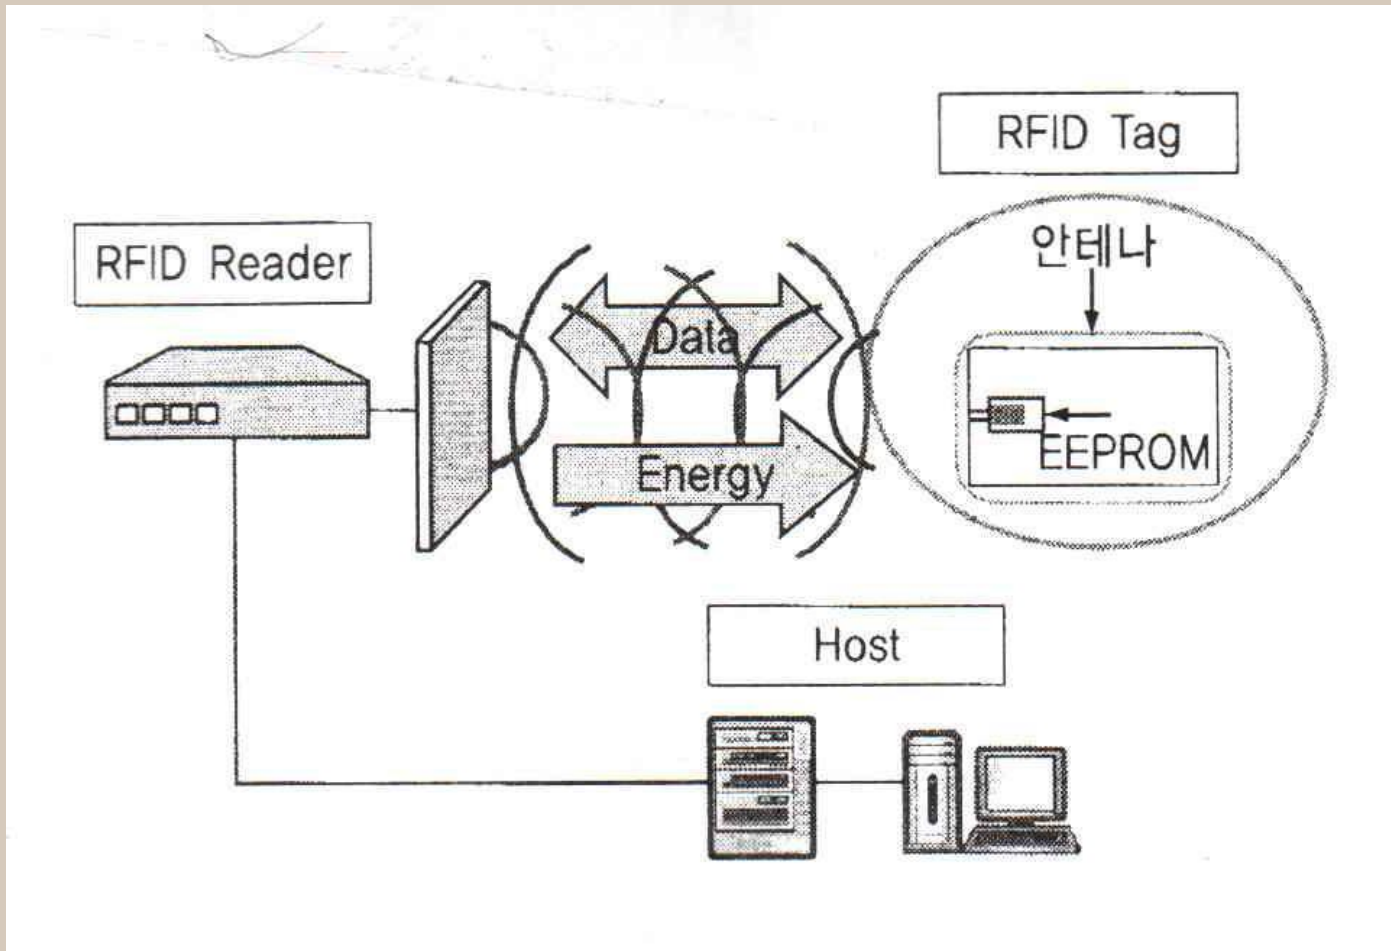 RFID Tag
안테나
RFID Reader
Data
EEPROM
Energy
Host